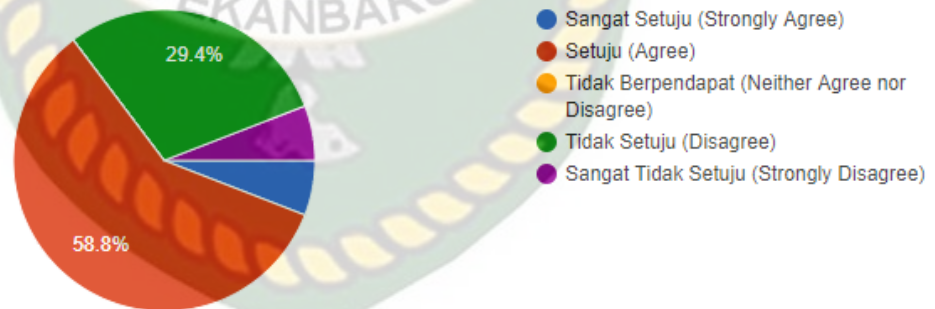 EKANBARU
29.4%
58.8%
Sangat Setuju (Strongly Agree)
Setuju (Agree)
Tidak Berpendapat (Neither Agree nor
Disagree)
Tidak Setuju (Disagree)
Sangat Tidak Setuju (Strongly Disagree)